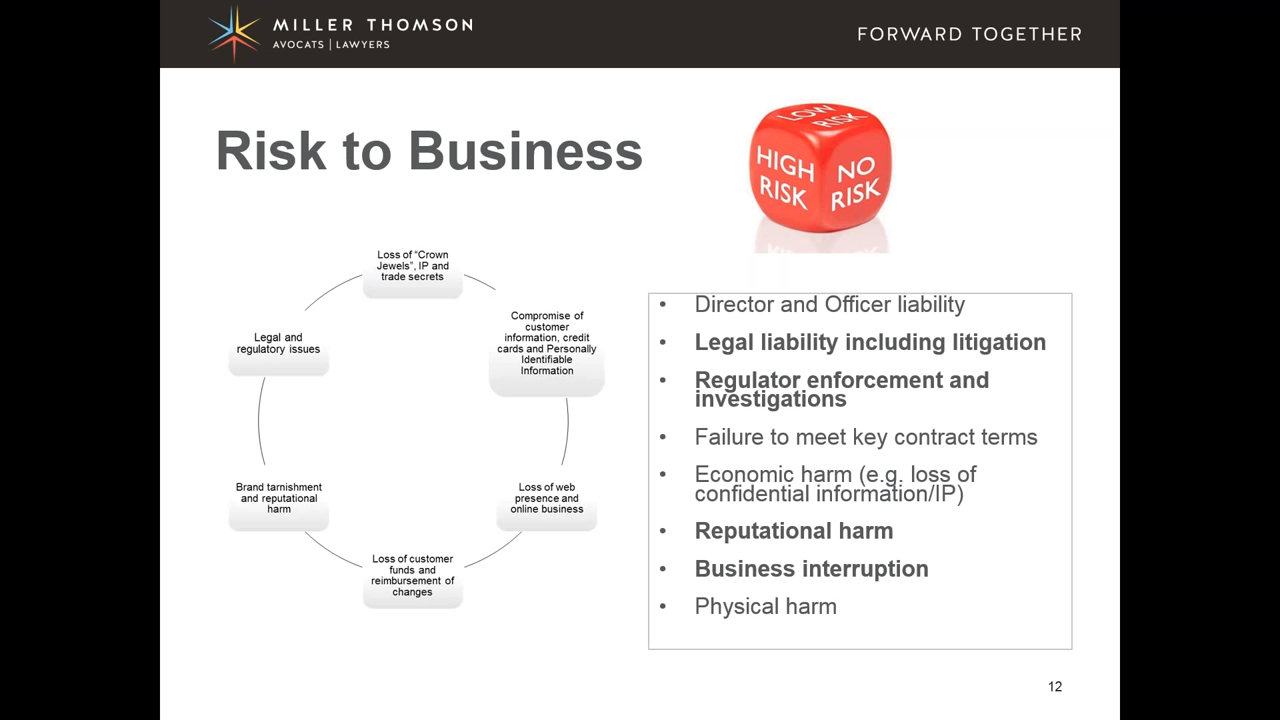 MILLER THOMSON
AVOCATS | LAWYERS
FORWARD TOGETHER
Risk to Business
LOW
RISK
HIGH
RISK
NO
RISK
Loss of “Crown
Jewels”, IP and
trade secrets
Compromise of
customer
information, credit
cards and Personally
Identifiable
Information
Loss of web
presence and
online business
Loss of customer
funds and
reimbursement of
changes
Brand tarnishment
and reputational
harm
Legal and
regulatory issues
• Director and Officer liability
• Legal liability including litigation
• Regulator enforcement and
investigations
• Failure to meet key contract terms
• Economic harm (e.g. loss of
confidential information/IP)
• Reputational harm
• Business interruption
• Physical harm
12